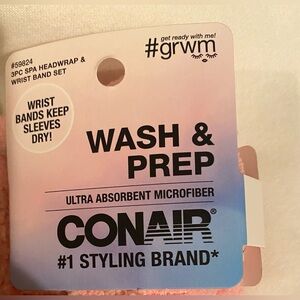 #59824
3PC SPA HEADWRAP &
WRIST BAND SET
get ready with me!
#grwm
WRIST
BANDS KEEP
SLEEVES
DRY!
WASH &
PREP
ULTRA ABSORBENT MICROFIBER
CONAIR®
#1 STYLING BRAND*